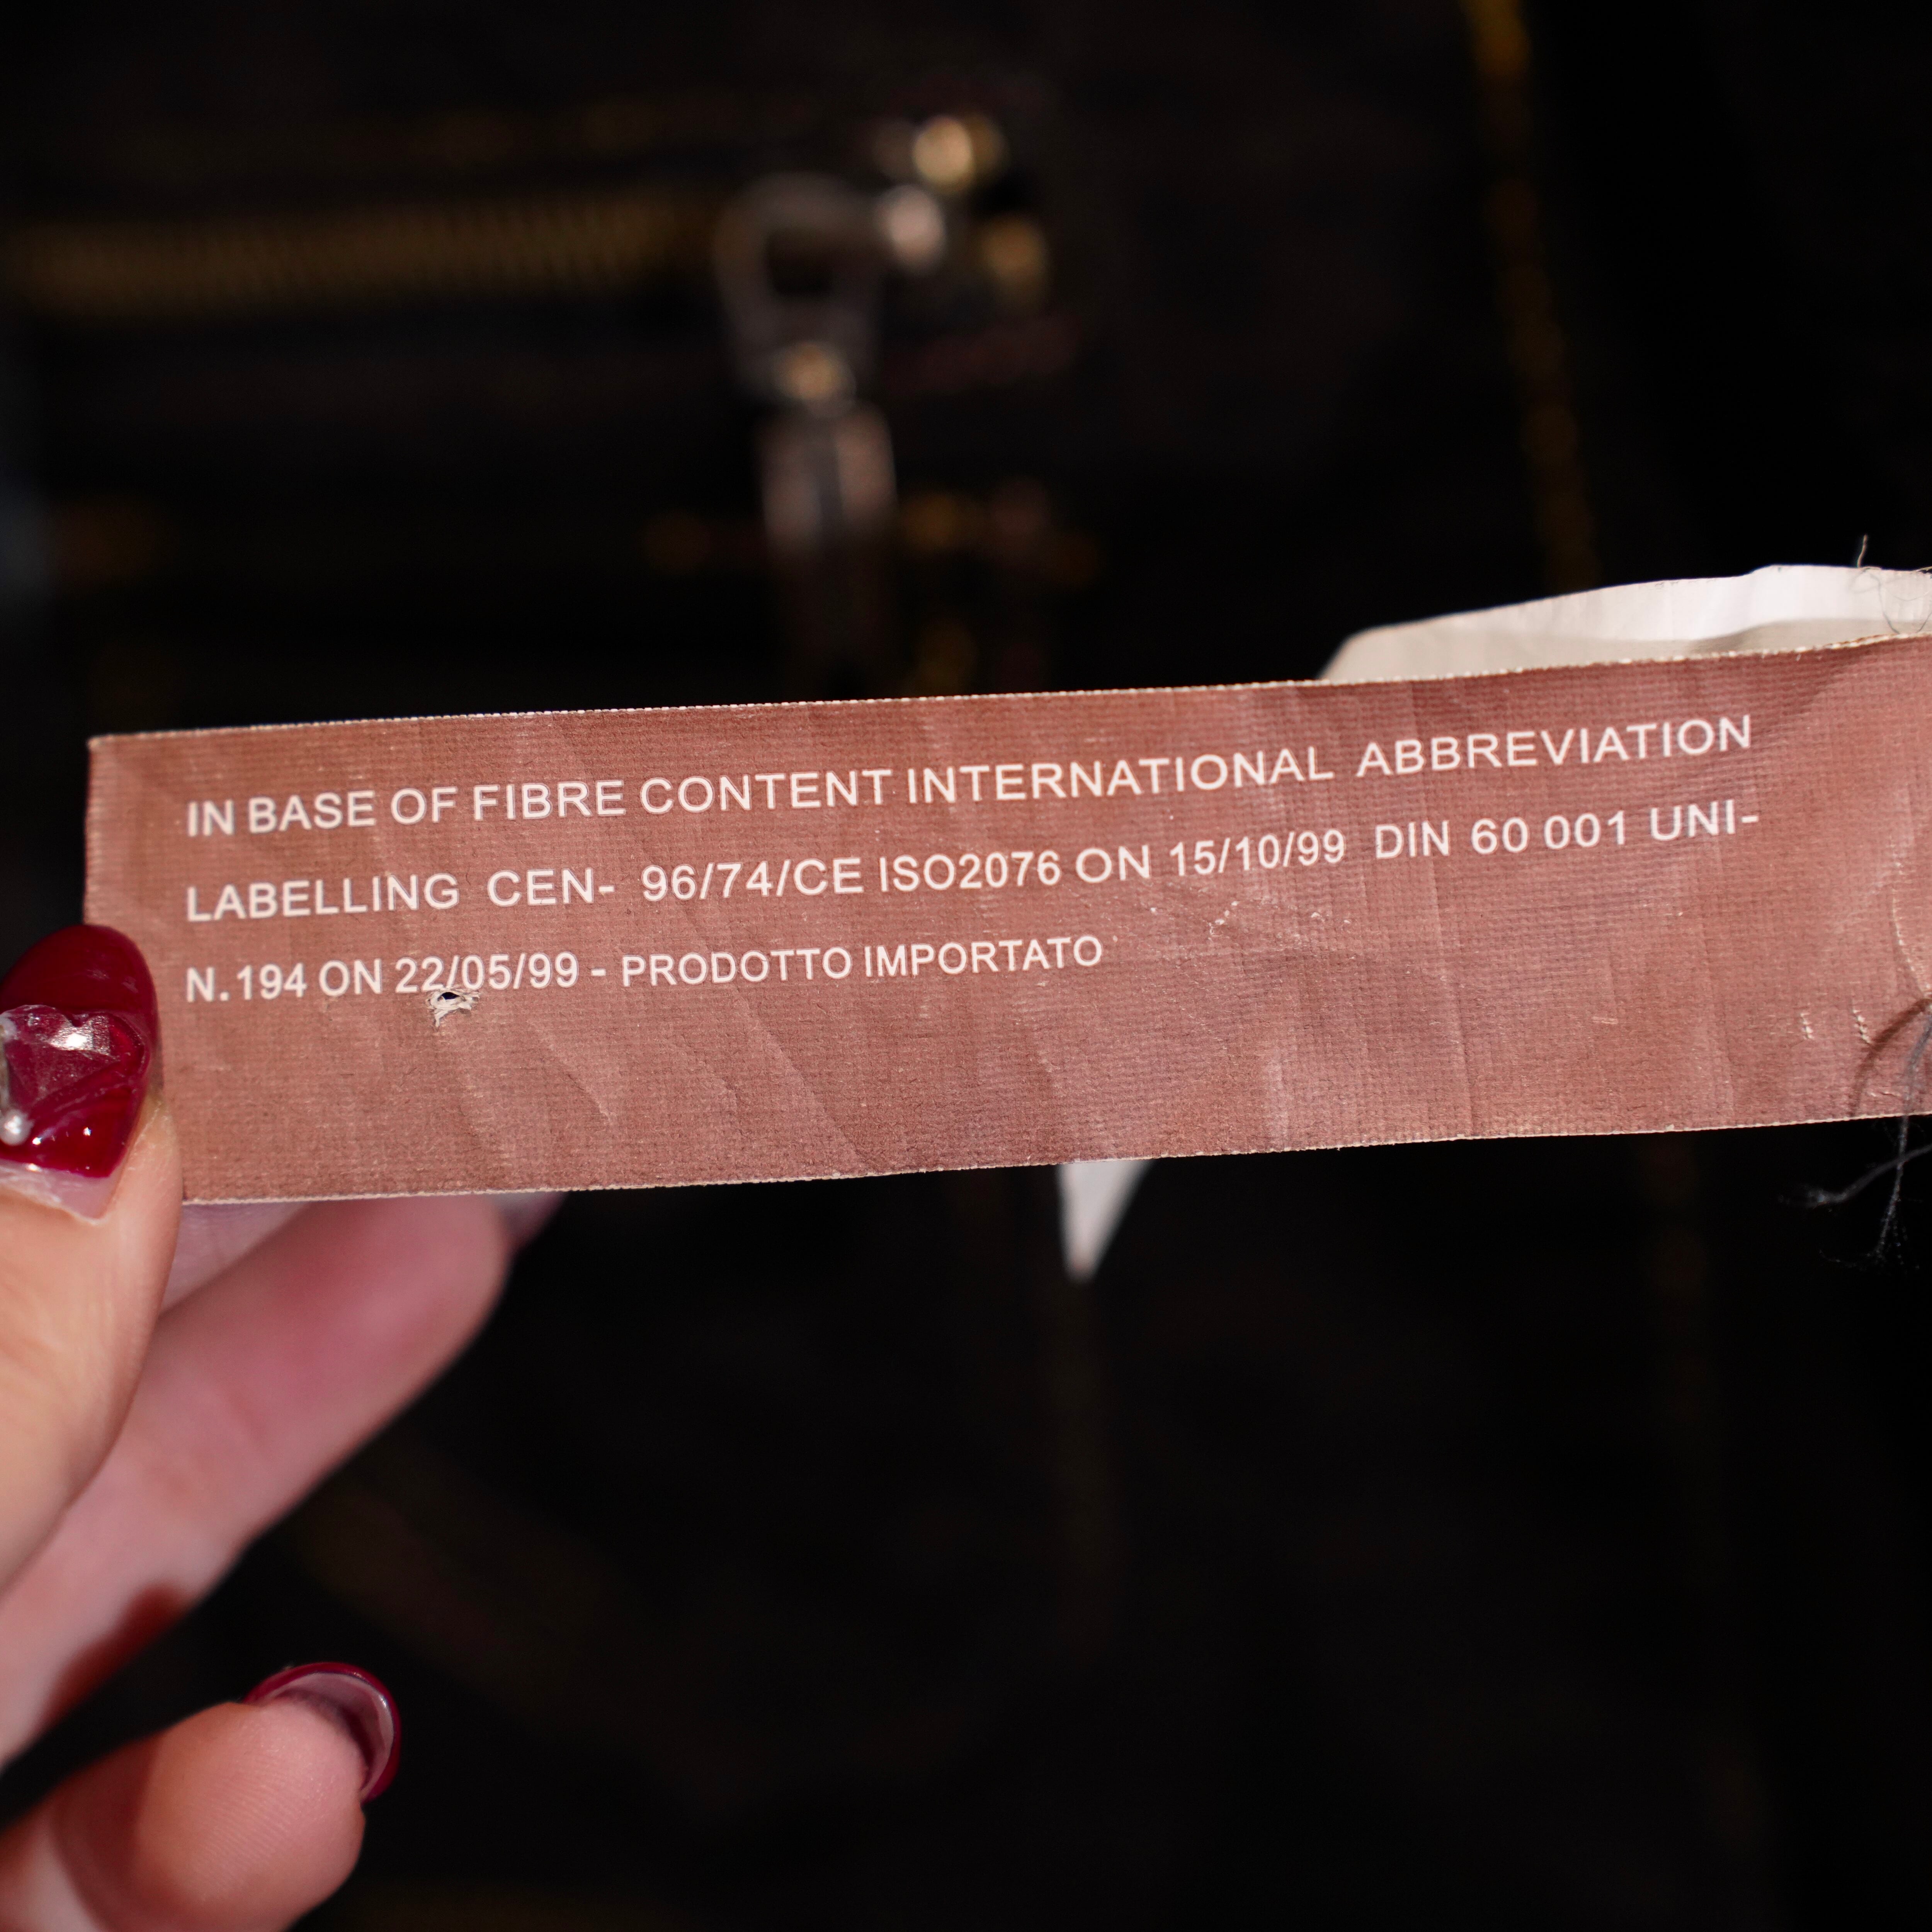 IN BASE OF FIBRE CONTENT INTERNATIONAL ABBREVIATION
LABELLING CEN- 96/74/CE ISO2076 ON 15/10/99 DIN 60 001 UNI-
N.194 ON 22/05/99 - PRODOTTO IMPORTATO